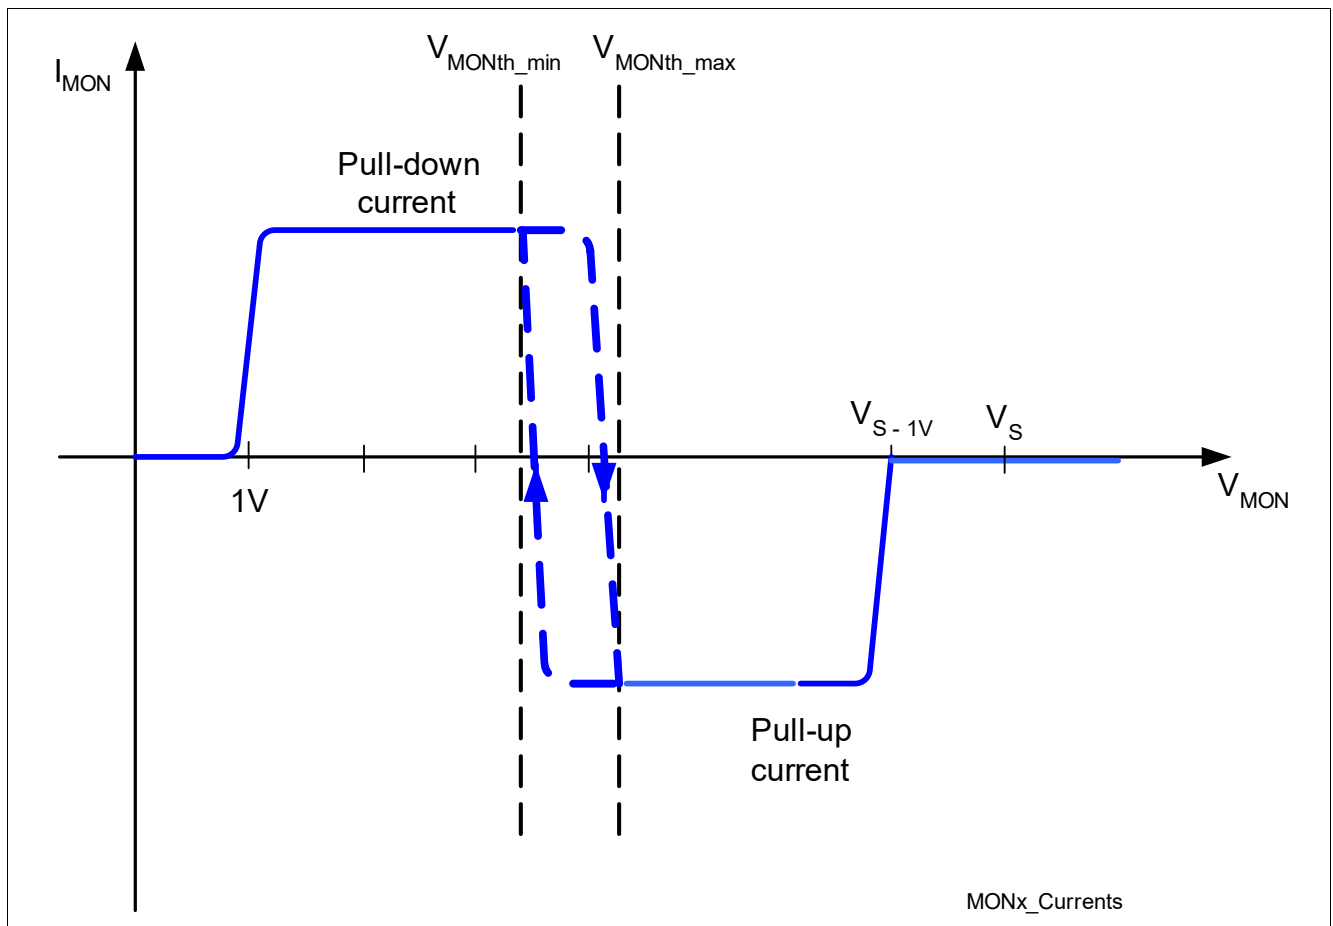 V_MONth_min V_MONth_max
I_MON
Pull-down
current
V_S - 1V V_S
1V
V_MON
Pull-up
current
MONx_Currents